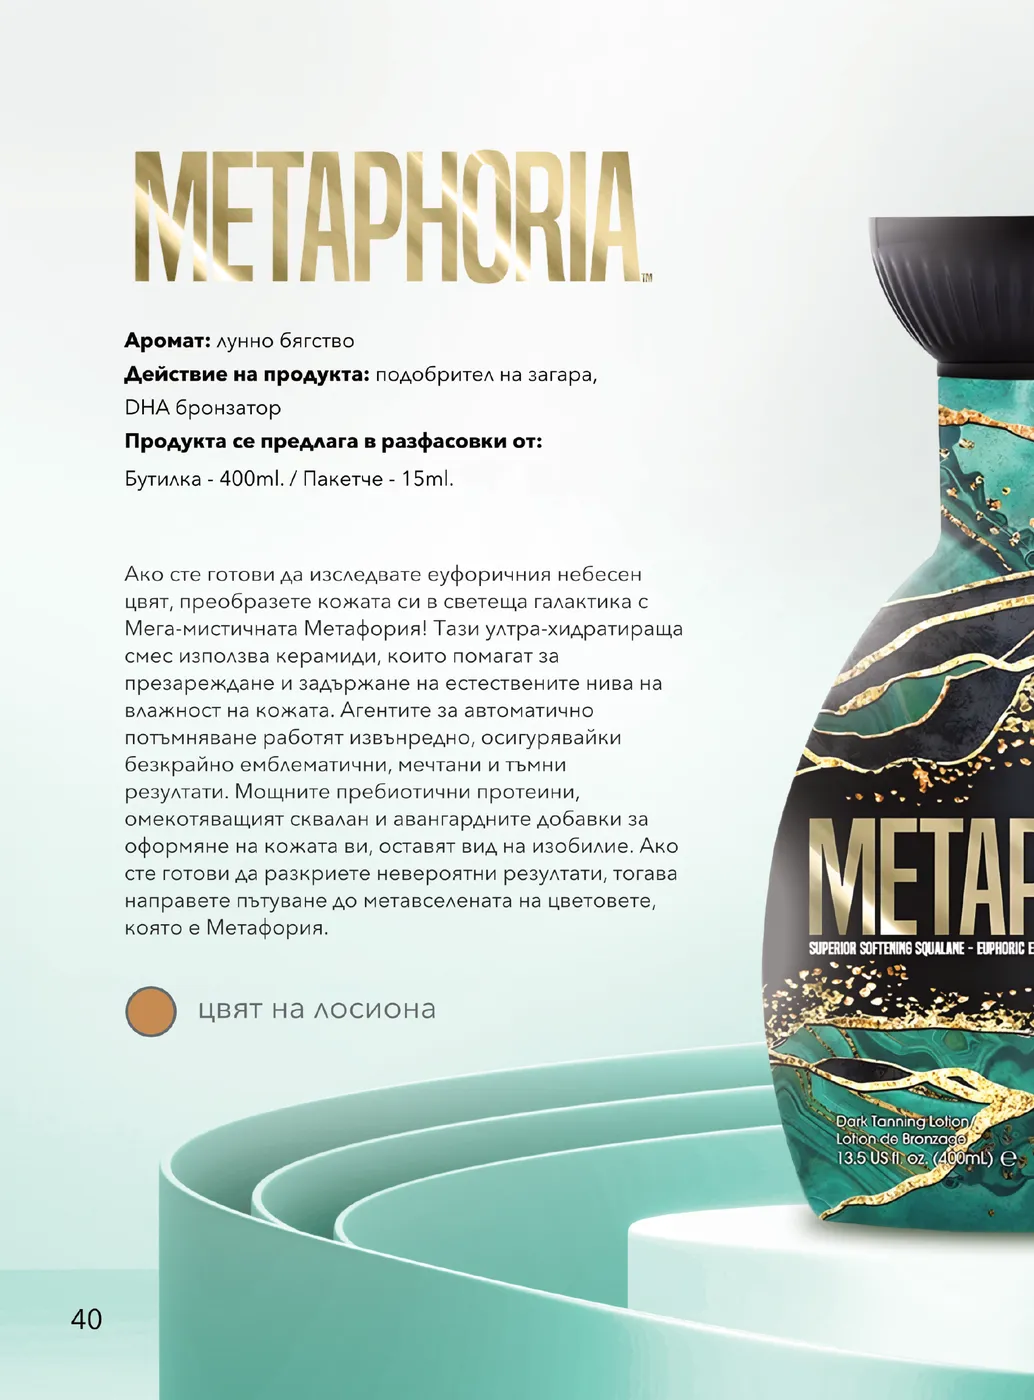 METAPHORIA™
Аромат: лунно бягство
Действие на продукта: подобрител на загара,
DHA бронзатор
Продукта се предлага в разфасовки от:
Бутилка - 400ml. / Пакетче - 15ml.
Ако сте готови да изследвате еуфоричния небесен
цвят, преобразете кожата си в светеща галактика с
Мега-мистичната Метафория! Тази ултра-хидратираща
смес използва керамиди, които помагат за
презареждане и задържане на естествените нива на
влажност на кожата. Агентите за автоматично
потъмняване работят извънредно, осигурявайки
безкрайно емблематични, мечтани и тъмни
резултати. Мощните пребиотични протеини,
омекотяващият сквалан и авангардните добавки за
оформяне на кожата ви, оставят вид на изобилие. Ако
сте готови да разкриете невероятни резултати, тогава
направете пътуване до метавселената на цветовете,
която е Метафория.
цвят на лосиона
METAP
SUPERIOR SOFTENING SQUALANE - EUPHORIC E
Dark Tanning Lotion/
Lotion de Bronzage
13.5 US fl. oz. (400mL) ℮
40